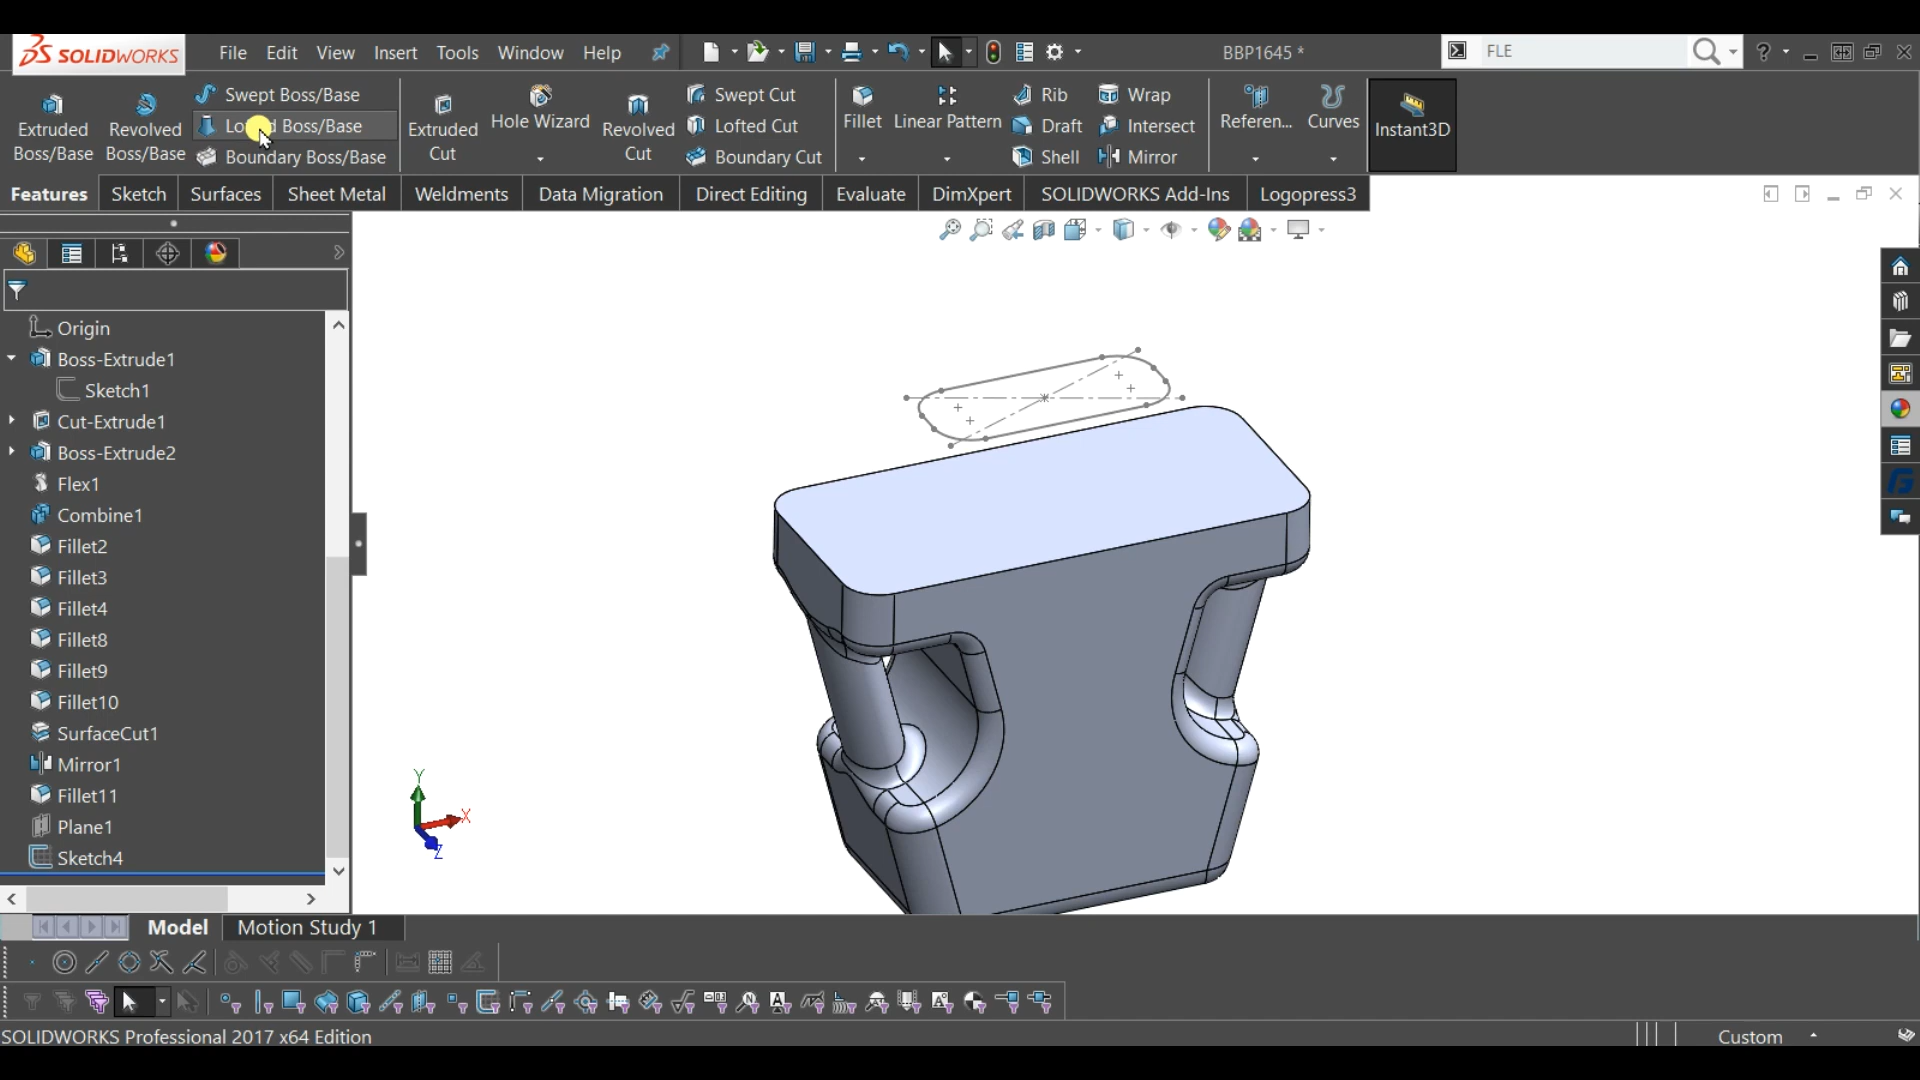 SOLIDWORKS File Edit View Insert Tools Window Help BBP1645 * FLE
Extruded Boss/Base
Revolved Boss/Base
Swept Boss/Base
Boss/Base
Boundary Boss/Base
Extruded Cut
Hole Wizard
Revolved Cut
Swept Cut
Lofted Cut
Boundary Cut
Fillet
Linear Pattern
Rib
Draft
Shell
Wrap
Intersect
Mirror
Referen...
Curves
Instant3D
Features Sketch Surfaces Sheet Metal Weldments Data Migration Direct Editing Evaluate DimXpert SOLIDWORKS Add-Ins Logopress3
Origin
Boss-Extrude1
Sketch1
Cut-Extrude1
Boss-Extrude2
Flex1
Combine1
Fillet2
Fillet3
Fillet4
Fillet8
Fillet9
Fillet10
SurfaceCut1
Mirror1
Fillet11
Plane1
Sketch4
Y
X
Z
Model Motion Study 1
SOLIDWORKS Professional 2017 x64 Edition Custom